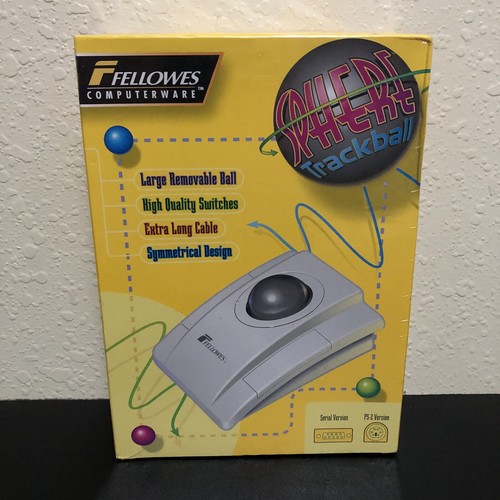 FELLOWES
COMPUTERWARE™
SPHERE
Trackball
Large Removable Ball
High Quality Switches
Extra Long Cable
Symmetrical Design
FELLOWES
Serial Version
PS-2 Version